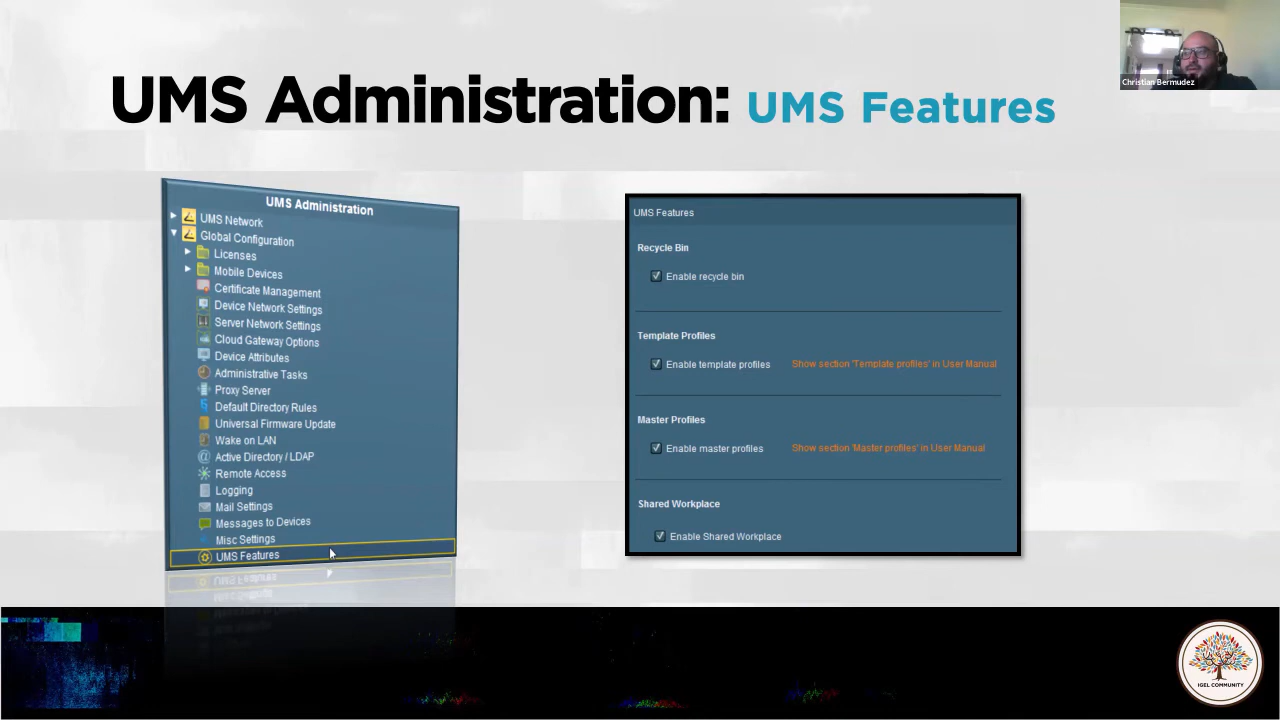 Christian Bermudez
UMS Administration: UMS Features
UMS Administration
UMS Network
Global Configuration
Licenses
Mobile Devices
Certificate Management
Device Network Settings
Server Network Settings
Cloud Gateway Options
Device Attributes
Administrative Tasks
Proxy Server
Default Directory Rules
Universal Firmware Update
Wake on LAN
Active Directory / LDAP
Remote Access
Logging
Mail Settings
Messages to Devices
Misc Settings
UMS Features
UMS Features
Recycle Bin
Enable recycle bin
Template Profiles
Enable template profiles Show section 'Template profiles' in User Manual
Master Profiles
Enable master profiles Show section 'Master profiles' in User Manual
Shared Workplace
Enable Shared Workplace
IGEL COMMUNITY